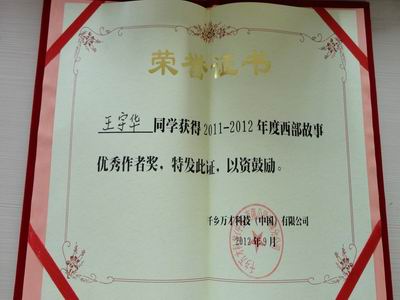 荣誉证书
王宇华 同学获得2011-2012年度西部故事
优秀作者奖，特发此证，以资鼓励。
千乡万才科技（中国）有限公司
2012年9月